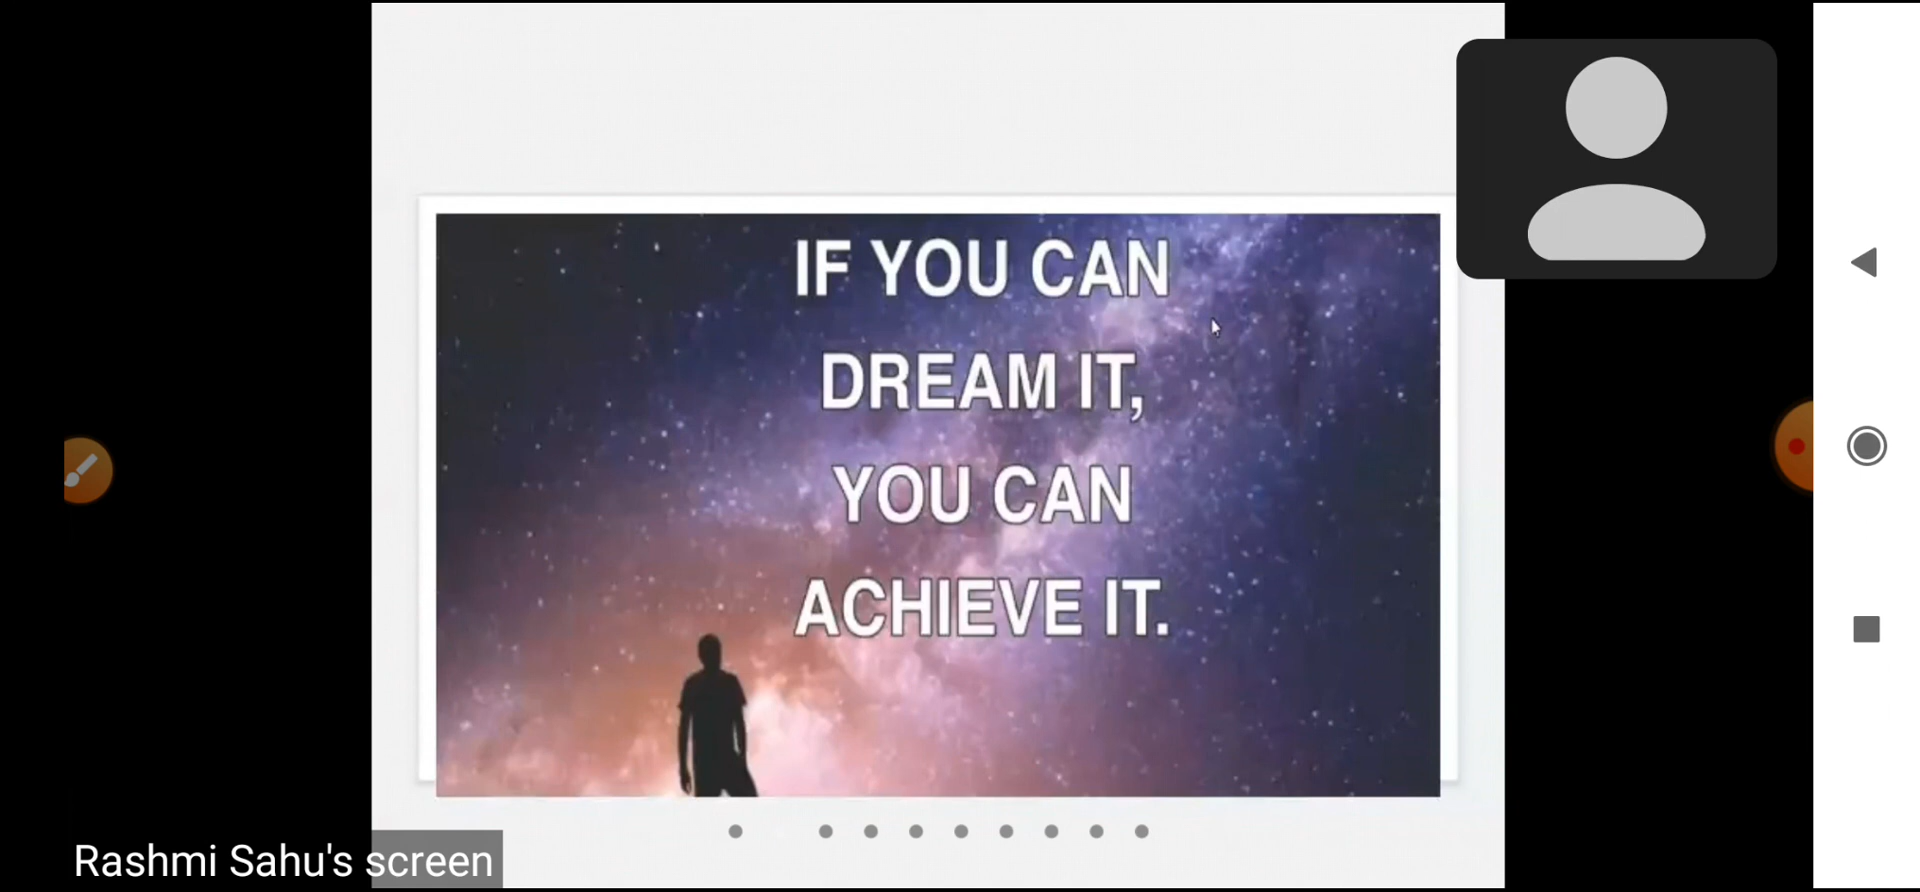 IF YOU CAN
DREAM IT,
YOU CAN
ACHIEVE IT.
Rashmi Sahu's screen